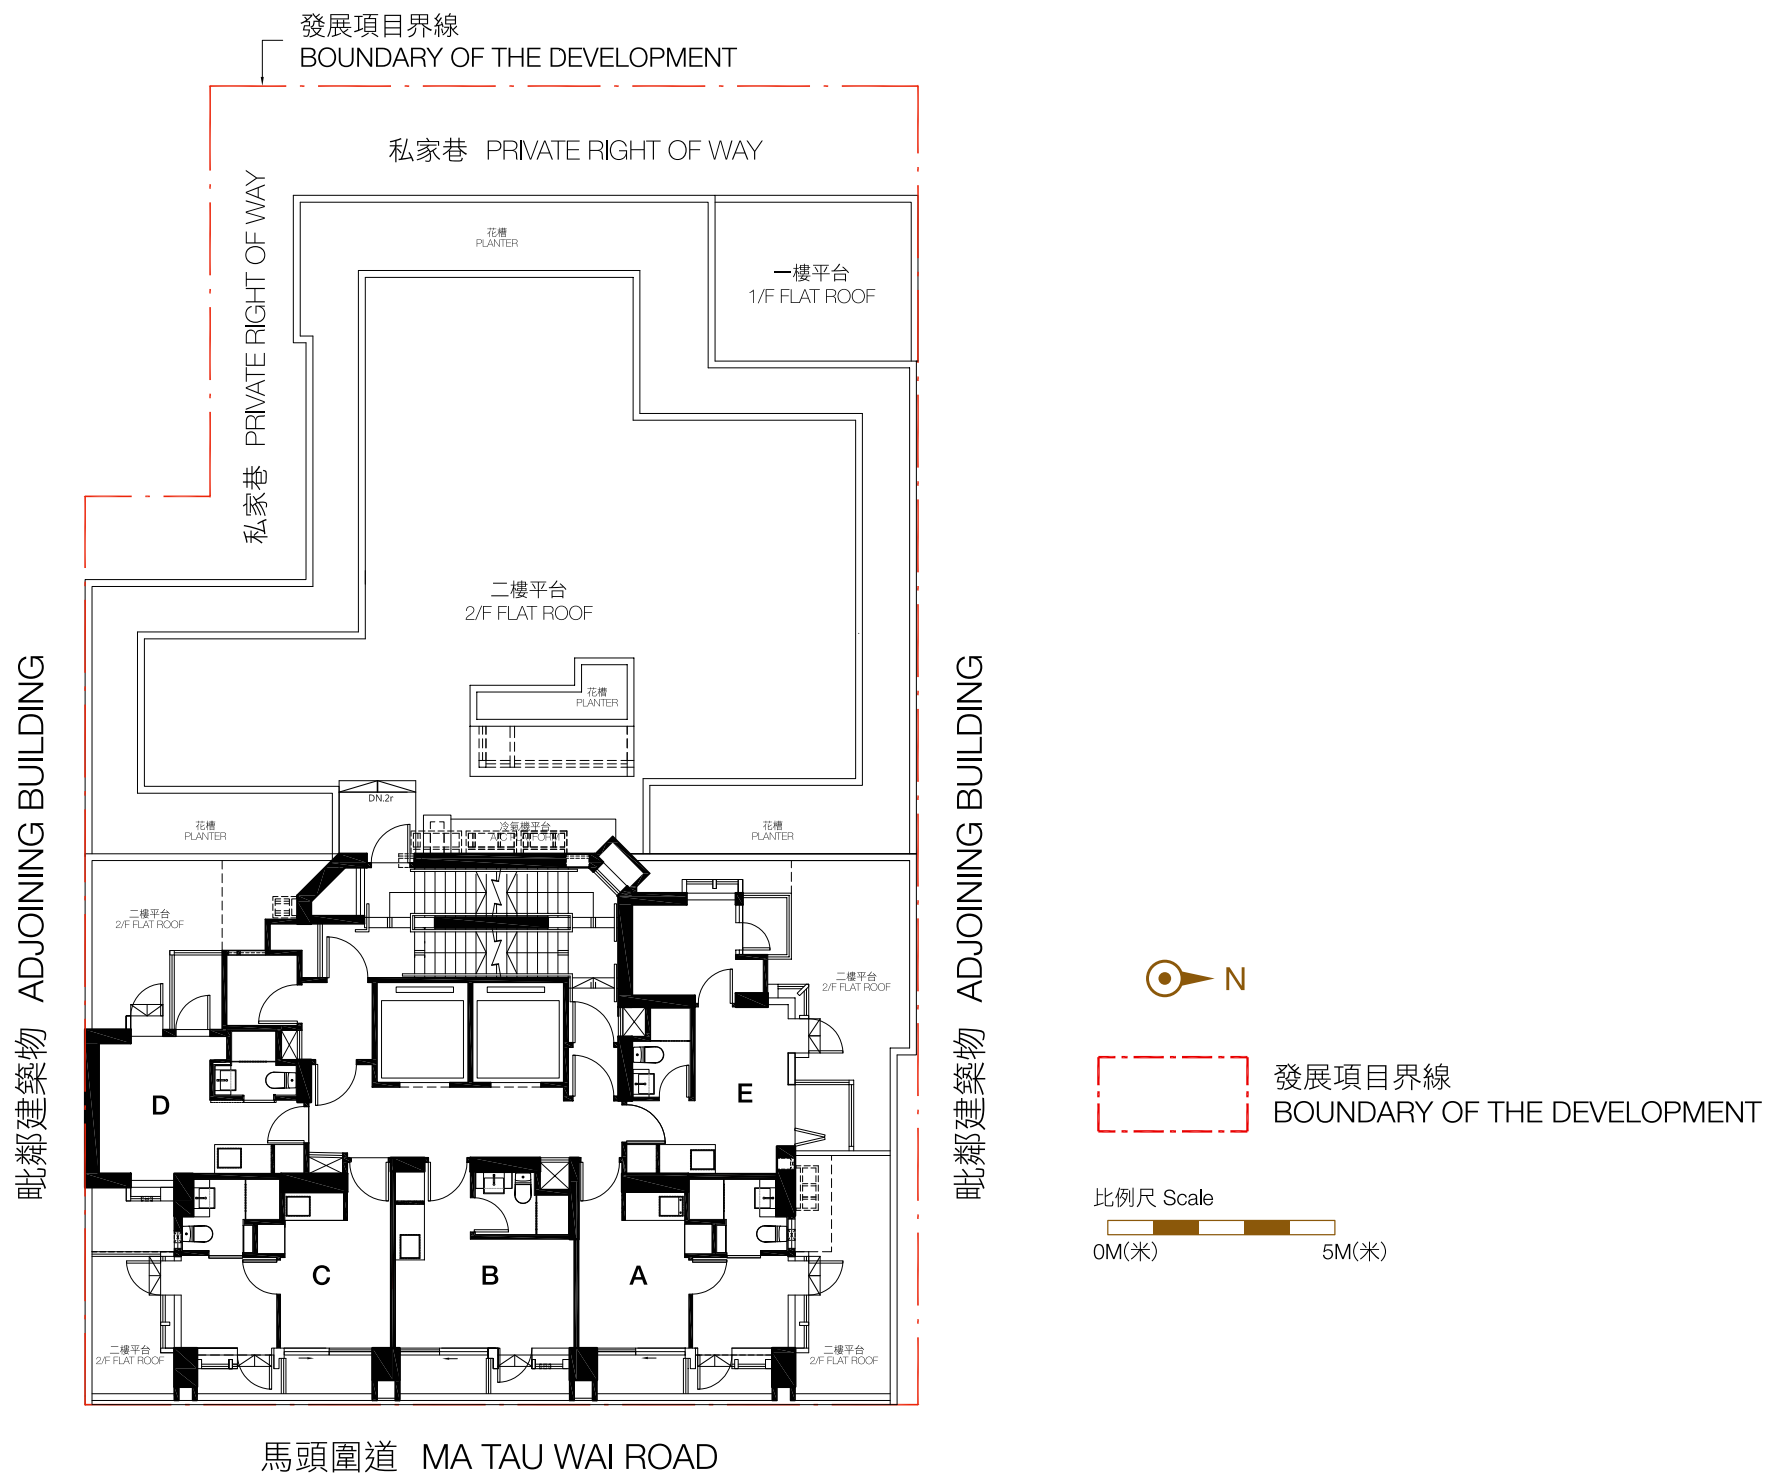 發展項目界線
BOUNDARY OF THE DEVELOPMENT
私家巷 PRIVATE RIGHT OF WAY
私家巷 PRIVATE RIGHT OF WAY
花槽
PLANTER
一樓平台
1/F FLAT ROOF
二樓平台
2/F FLAT ROOF
花槽
PLANTER
DN.2r
花槽
PLANTER
冷氣機平台
A/C PLATFORM
花槽
PLANTER
毗鄰建築物 ADJOINING BUILDING
毗鄰建築物 ADJOINING BUILDING
二樓平台
2/F FLAT ROOF
二樓平台
2/F FLAT ROOF
D
E
C
B
A
二樓平台
2/F FLAT ROOF
二樓平台
2/F FLAT ROOF
馬頭圍道 MA TAU WAI ROAD
N
發展項目界線
BOUNDARY OF THE DEVELOPMENT
比例尺 Scale
0M(米) 5M(米)